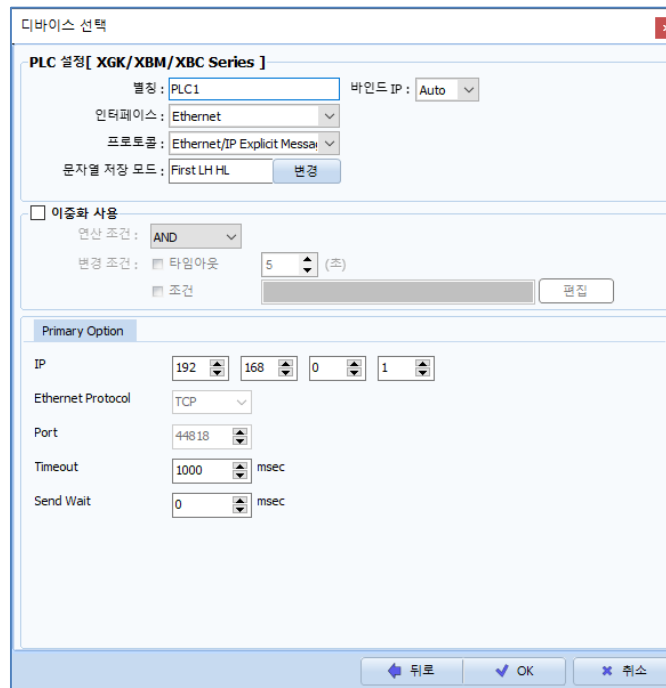 디바이스 선택
PLC 설정[ XGK/XBM/XBC Series ]
별칭 : PLC1 바인드 IP : Auto
인터페이스 : Ethernet
프로토콜 : Ethernet/IP Explicit Messa
문자열 저장 모드 : First LH HL 변경
이중화 사용
연산 조건 : AND
변경 조건 : 타임아웃 5 (초)
조건 편집
Primary Option
IP 192 168 0 1
Ethernet Protocol TCP
Port 44818
Timeout 1000 msec
Send Wait 0 msec
뒤로 OK 취소